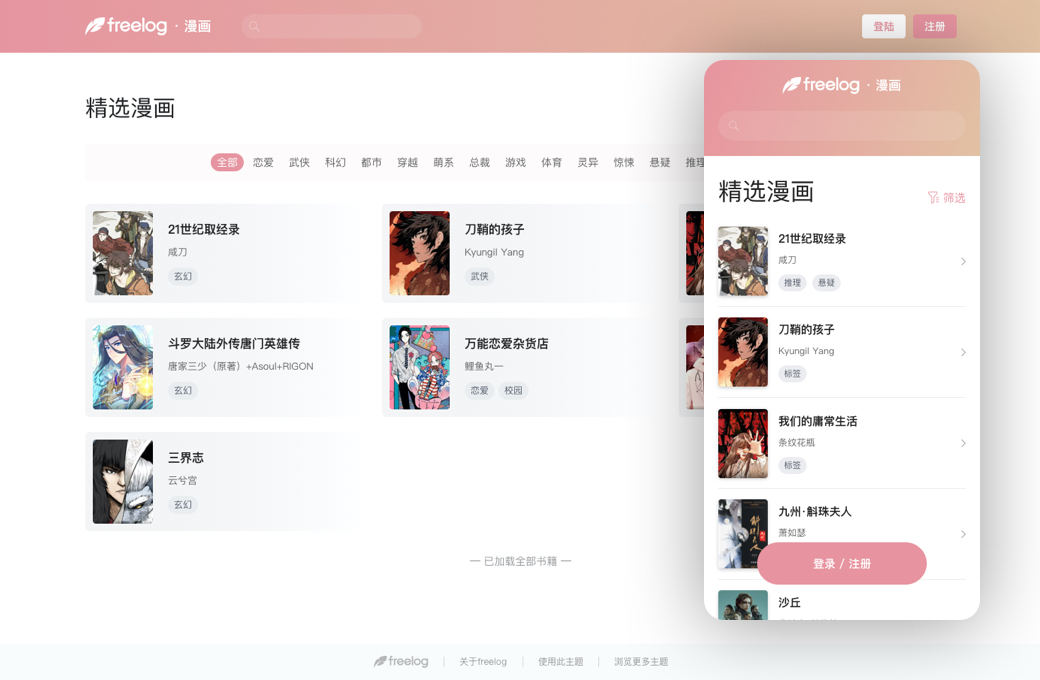 freelog · 漫画
登陆
注册
精选漫画
全部 恋爱 武侠 科幻 都市 穿越 萌系 总裁 游戏 体育 灵异 惊悚 悬疑 推理
21世纪取经录
咸刀
玄幻
刀鞘的孩子
Kyungil Yang
武侠
斗罗大陆外传唐门英雄传
唐家三少（原著）+Asoul+RIGON
玄幻
万能恋爱杂货店
鲤鱼丸一
恋爱 校园
三界志
云兮宫
玄幻
— 已加载全部书籍 —
freelog
关于freelog
使用此主题
浏览更多主题
freelog · 漫画
精选漫画
筛选
21世纪取经录
咸刀
推理 悬疑
刀鞘的孩子
Kyungil Yang
标签
我们的庸常生活
条纹花瓶
标签
九州·斛珠夫人
萧如瑟
斛珠夫人
登录 / 注册
沙丘